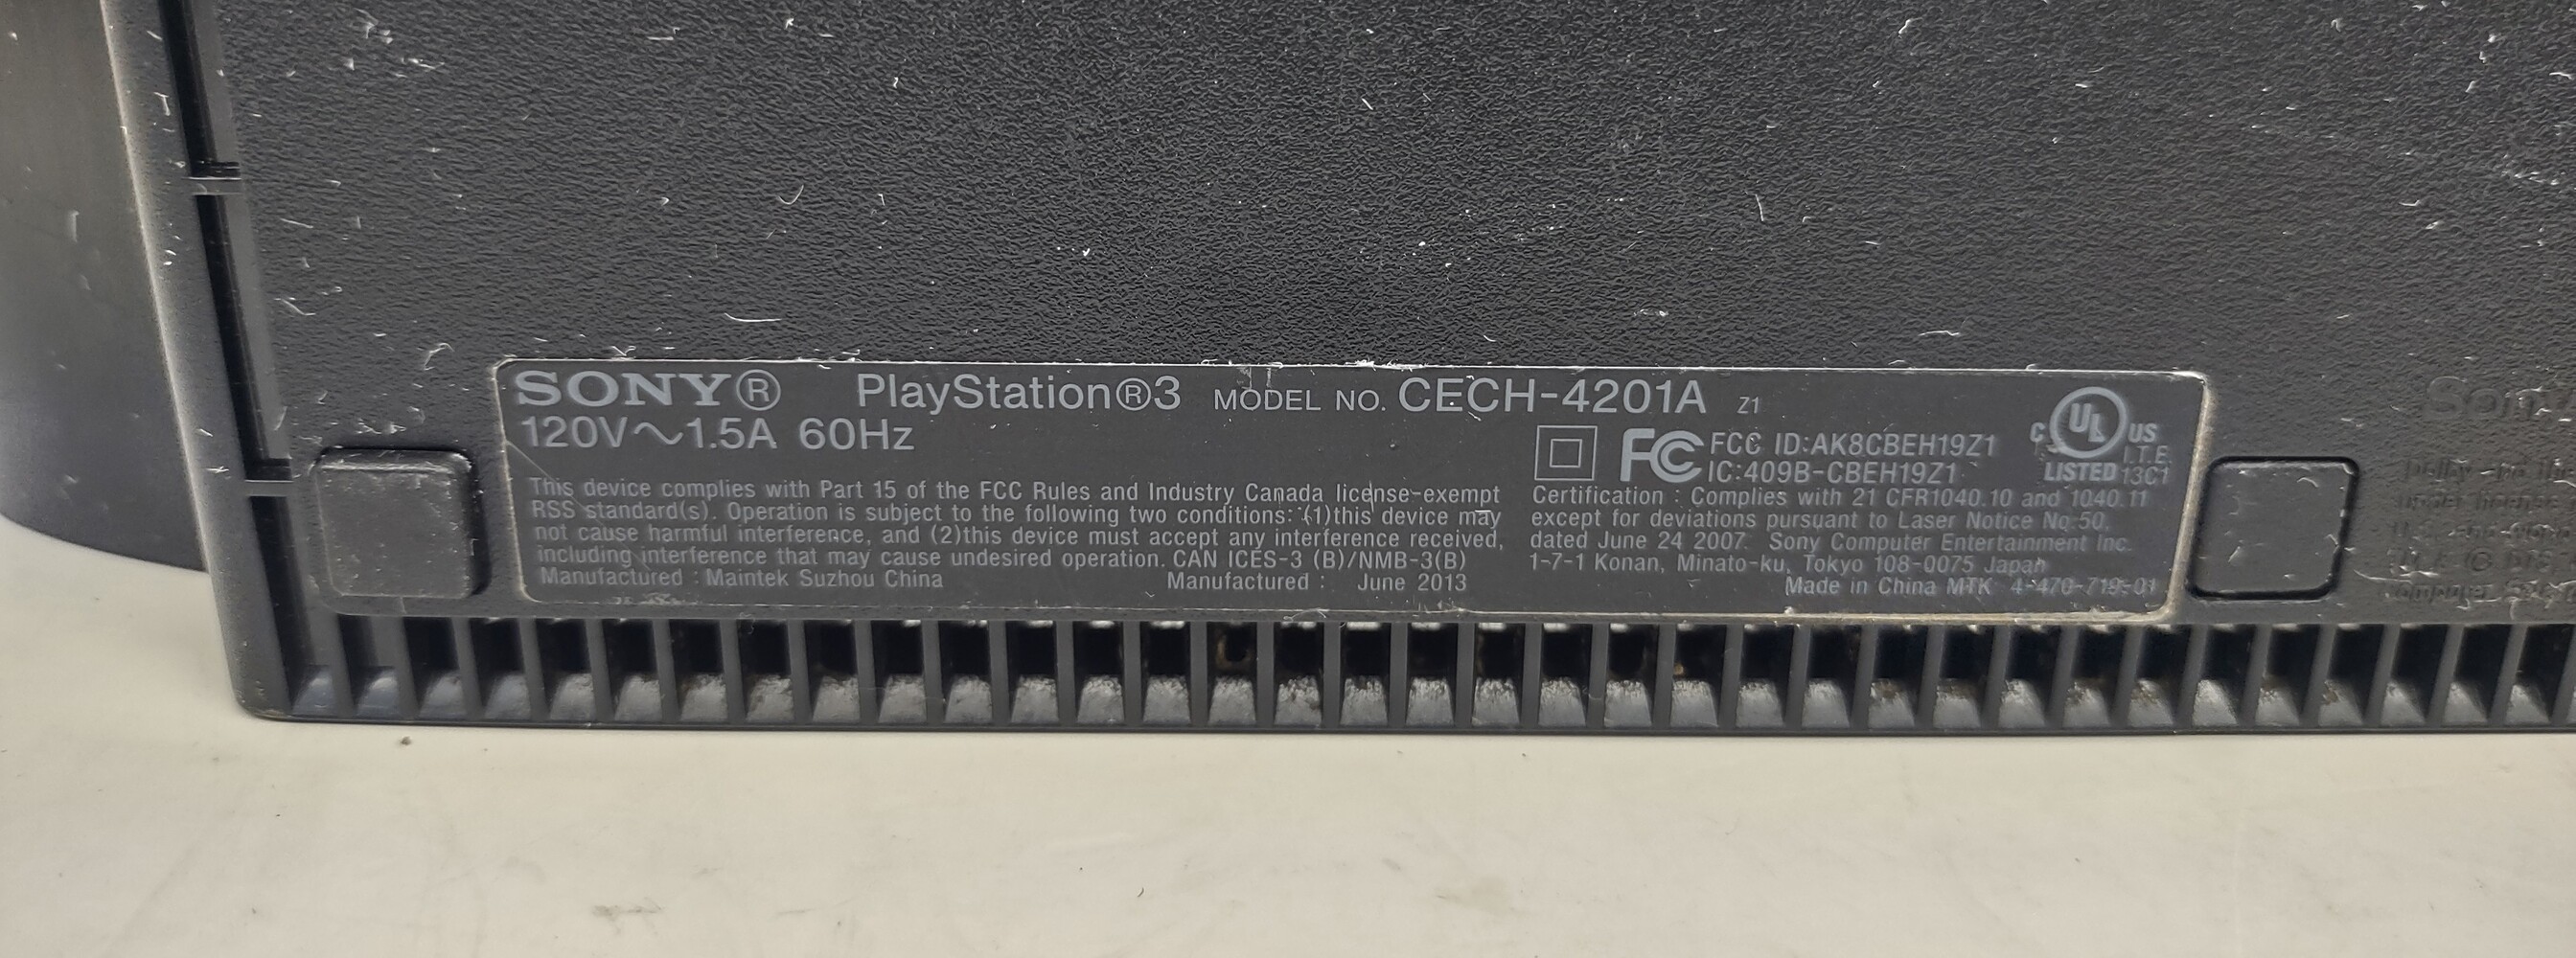 SONY® PlayStation®3 MODEL NO. CECH-4201A Z1
120V～1.5A 60Hz
FC FCC ID:AK8CBEH19Z1
IC:409B-CBEH19Z1
C UL US
I.T.E.
LISTED 13C1
This device complies with Part 15 of the FCC Rules and Industry Canada license-exempt
RSS standard(s). Operation is subject to the following two conditions: (1)this device may
not cause harmful interference, and (2)this device must accept any interference received,
including interference that may cause undesired operation. CAN ICES-3 (B)/NMB-3(B)
Manufactured : Maintek Suzhou China Manufactured : June 2013
Certification : Complies with 21 CFR1040.10 and 1040.11
except for deviations pursuant to Laser Notice No.50,
dated June 24 2007. Sony Computer Entertainment Inc.
1-7-1 Konan, Minato-ku, Tokyo 108-0075 Japan
Made in China MTK 4-470-719-01
Sony